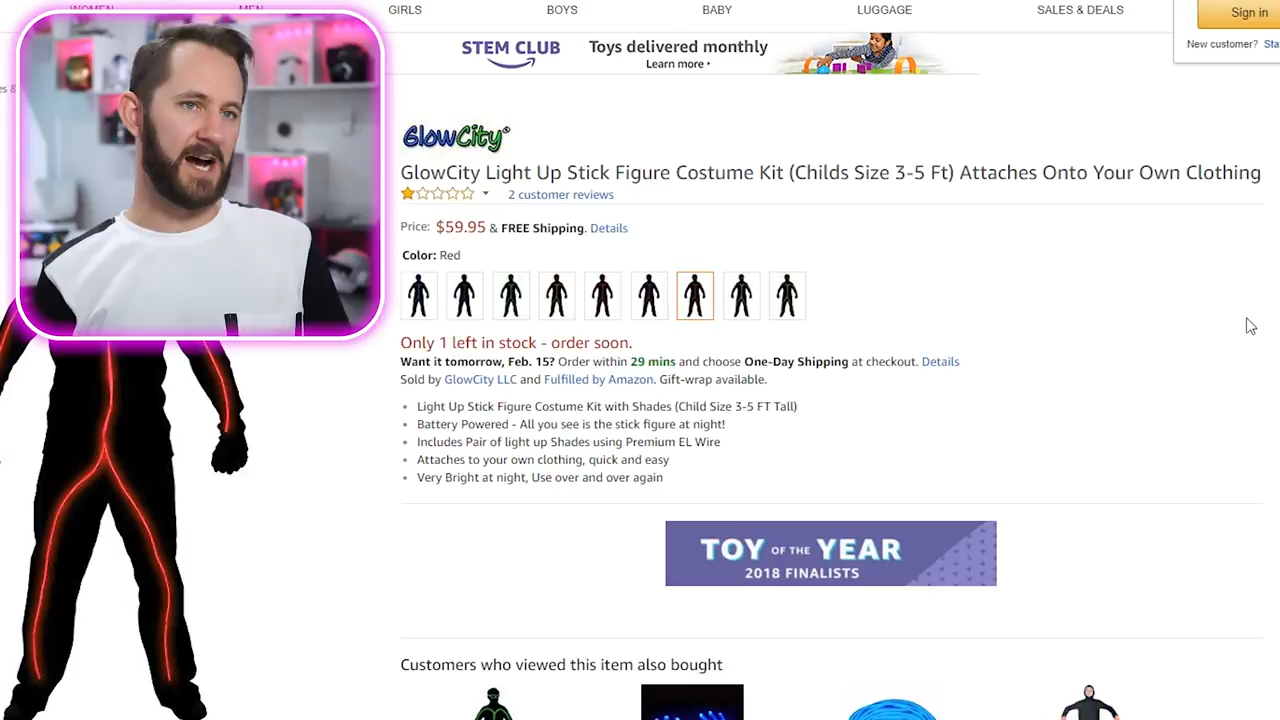 WOMEN MEN GIRLS BOYS BABY LUGGAGE SALES & DEALS
Sign in
New customer?
STEM CLUB Toys delivered monthly
Learn more
GlowCity
GlowCity Light Up Stick Figure Costume Kit (Childs Size 3-5 Ft) Attaches Onto Your Own Clothing
2 customer reviews
Price: $59.95 & FREE Shipping. Details
Color: Red
Only 1 left in stock - order soon.
Want it tomorrow, Feb. 15? Order within 29 mins and choose One-Day Shipping at checkout. Details
Sold by GlowCity LLC and Fulfilled by Amazon. Gift-wrap available.
Light Up Stick Figure Costume Kit with Shades (Child Size 3-5 FT Tall)
Battery Powered - All you see is the stick figure at night!
Includes Pair of light up Shades using Premium EL Wire
Attaches to your own clothing, quick and easy
Very Bright at night, Use over and over again
TOY OF THE YEAR
2018 FINALISTS
Customers who viewed this item also bought